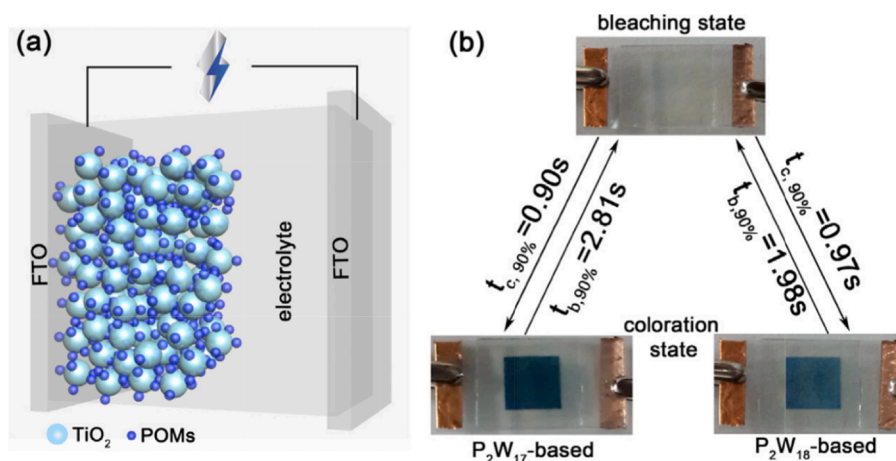 (a)
FTO
electrolyte
FTO
TiO₂
POMs
(b)
bleaching state
t_c, 90% =0.90s
t_b,90% =2.81s
t_c, 90% =0.97s
t_b,90% =1.98s
coloration
state
P₂W₁₇-based
P₂W₁₈-based